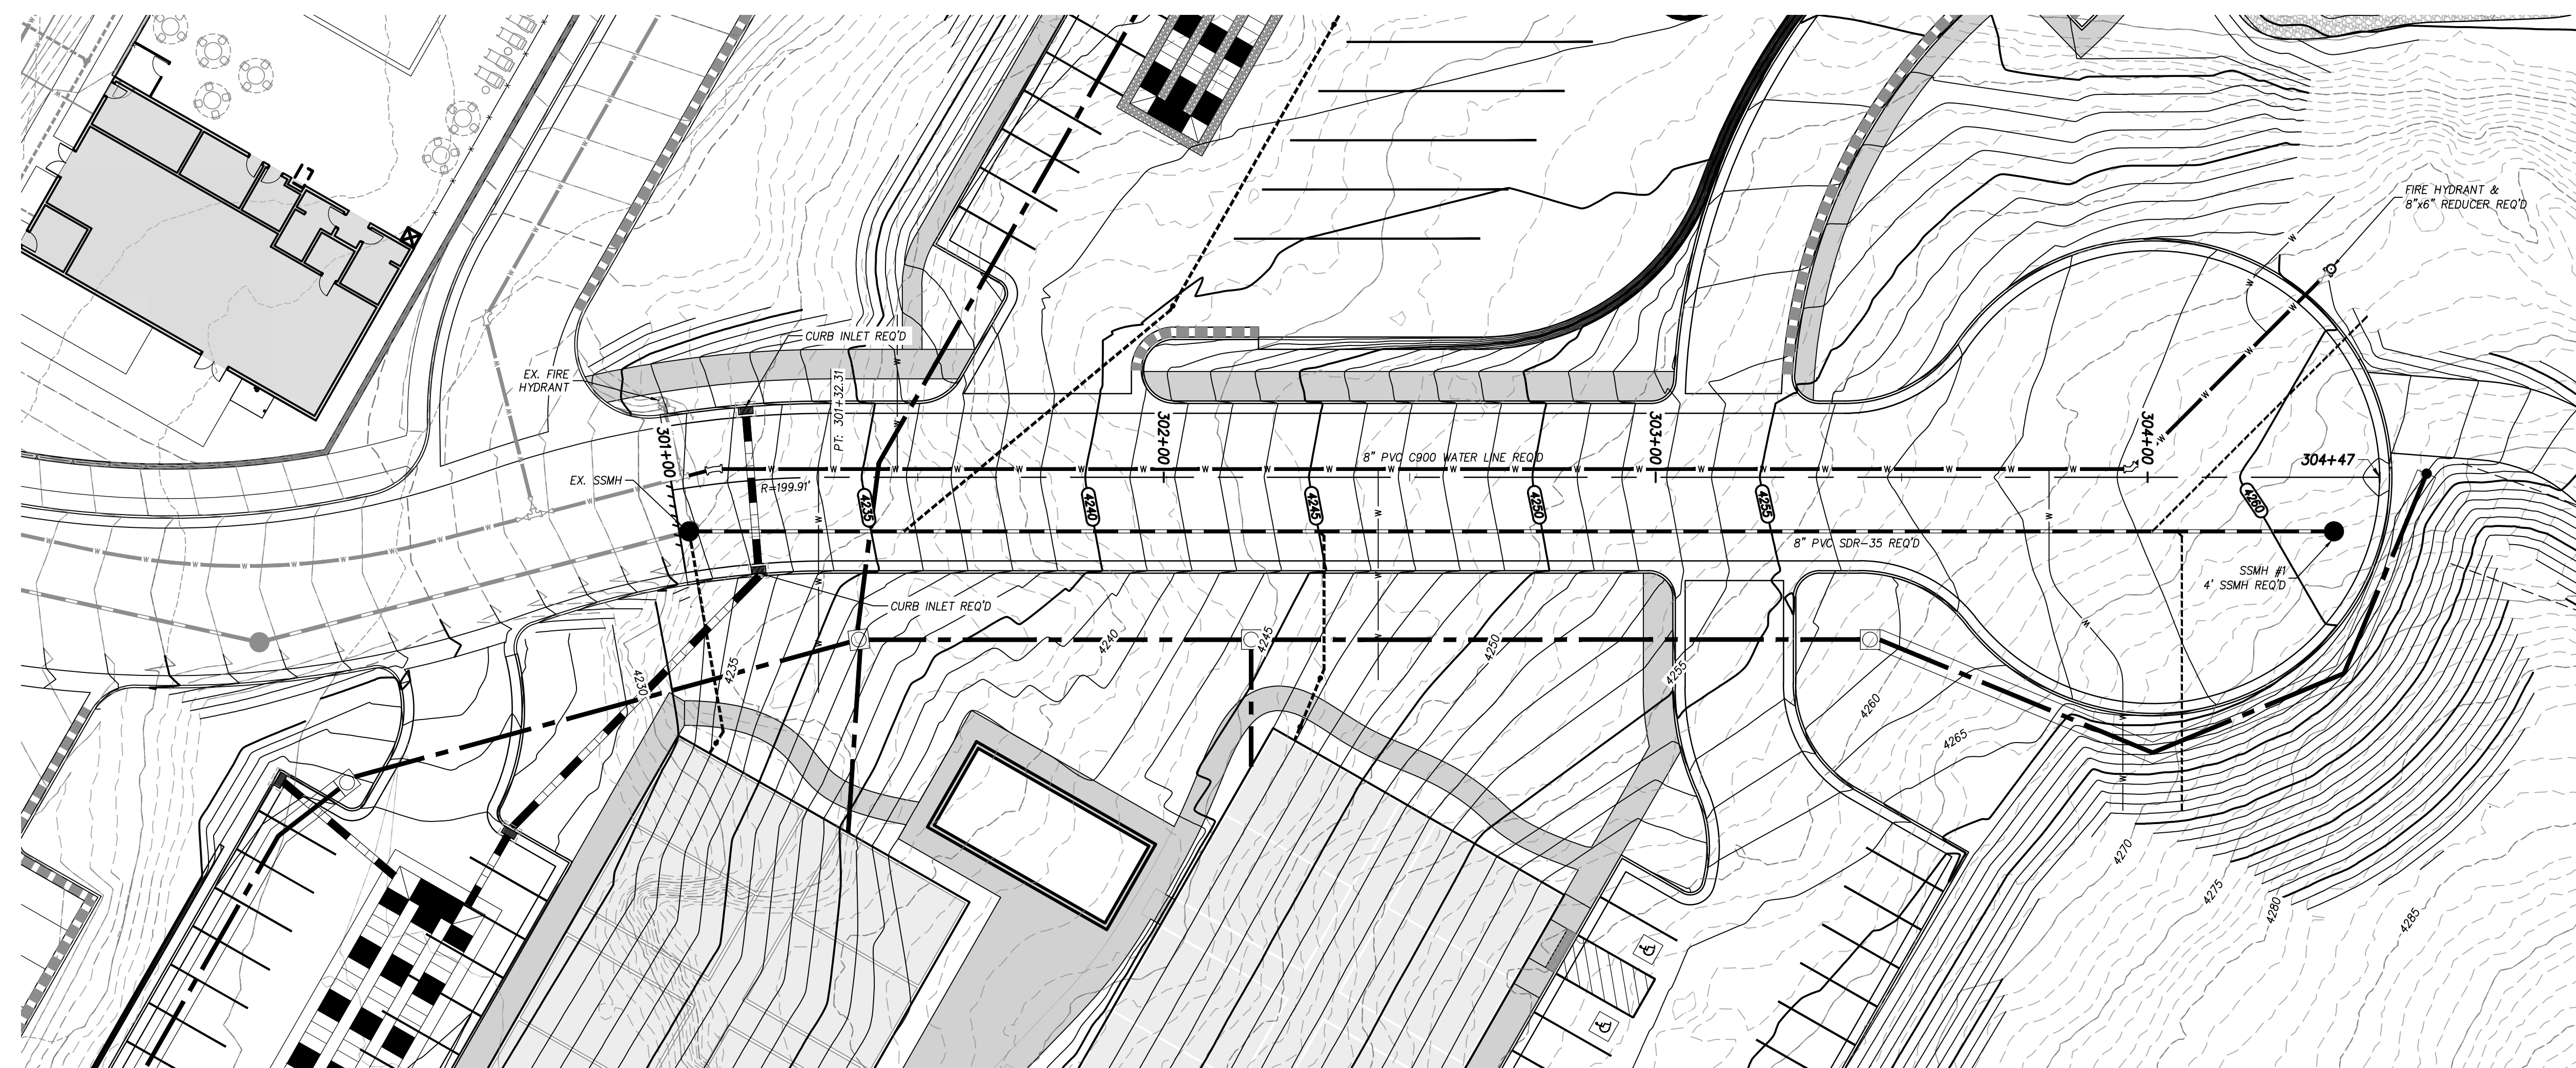 FIRE HYDRANT &
8"x6" REDUCER REQ'D
CURB INLET REQ'D
EX. FIRE
HYDRANT
PT: 301+32.31
301+00
302+00
303+00
304+00
304+47
8" PVC C900 WATER LINE REQ'D
EX. SSMH
R=199.91'
4235
4240
4245
4250
4255
4260
8" PVC SDR-35 REQ'D
SSMH #1
4' SSMH REQ'D
CURB INLET REQ'D
4230
4235
4240
4245
4250
4255
4260
4265
4270
4275
4280
4285
W